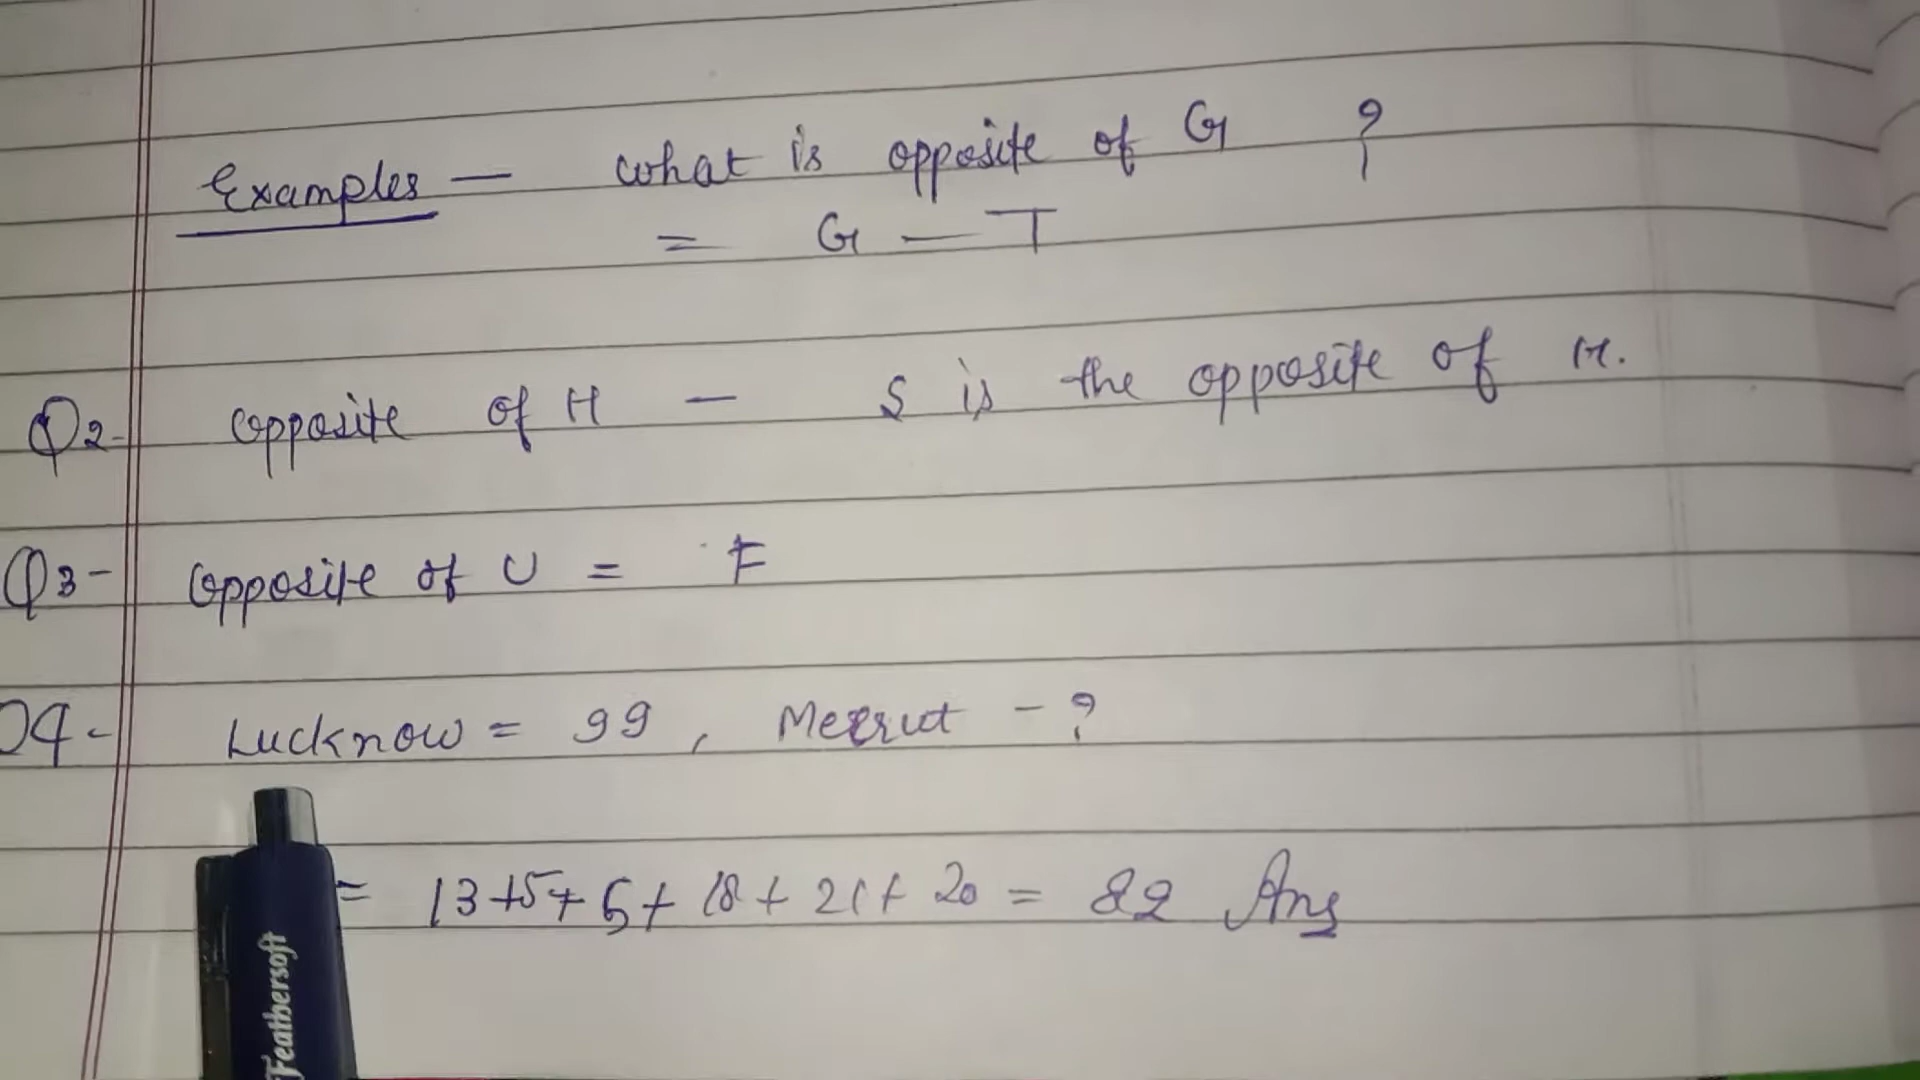 Examples — What is opposite of G ?
= G — T
Q2- Opposite of H — S is the opposite of H.
Q3- Opposite of U = F
Q4- Lucknow = 99, Meerut - ?
= 13+5+5+18+21+20 = 82 Ans
Feathersoft